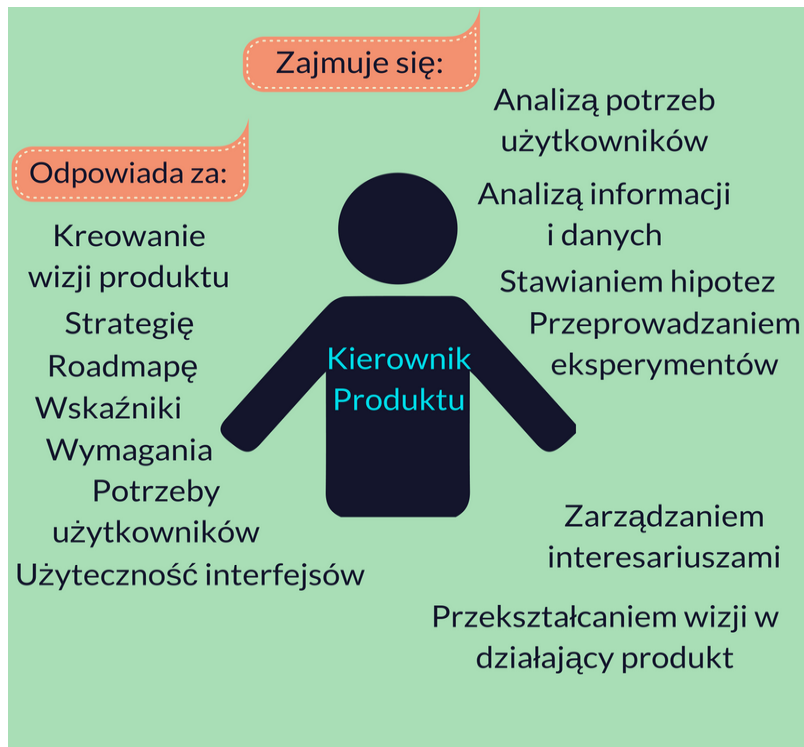 Zajmuje się:
Analizą potrzeb
użytkowników
Analizą informacji
i danych
Stawianiem hipotez
Przeprowadzaniem
eksperymentów
Zarządzaniem
interesariuszami
Przekształcaniem wizji w
działający produkt
Odpowiada za:
Kreowanie
wizji produktu
Strategię
Roadmapę
Wskaźniki
Wymagania
Potrzeby
użytkowników
Użyteczność interfejsów
Kierownik
Produktu